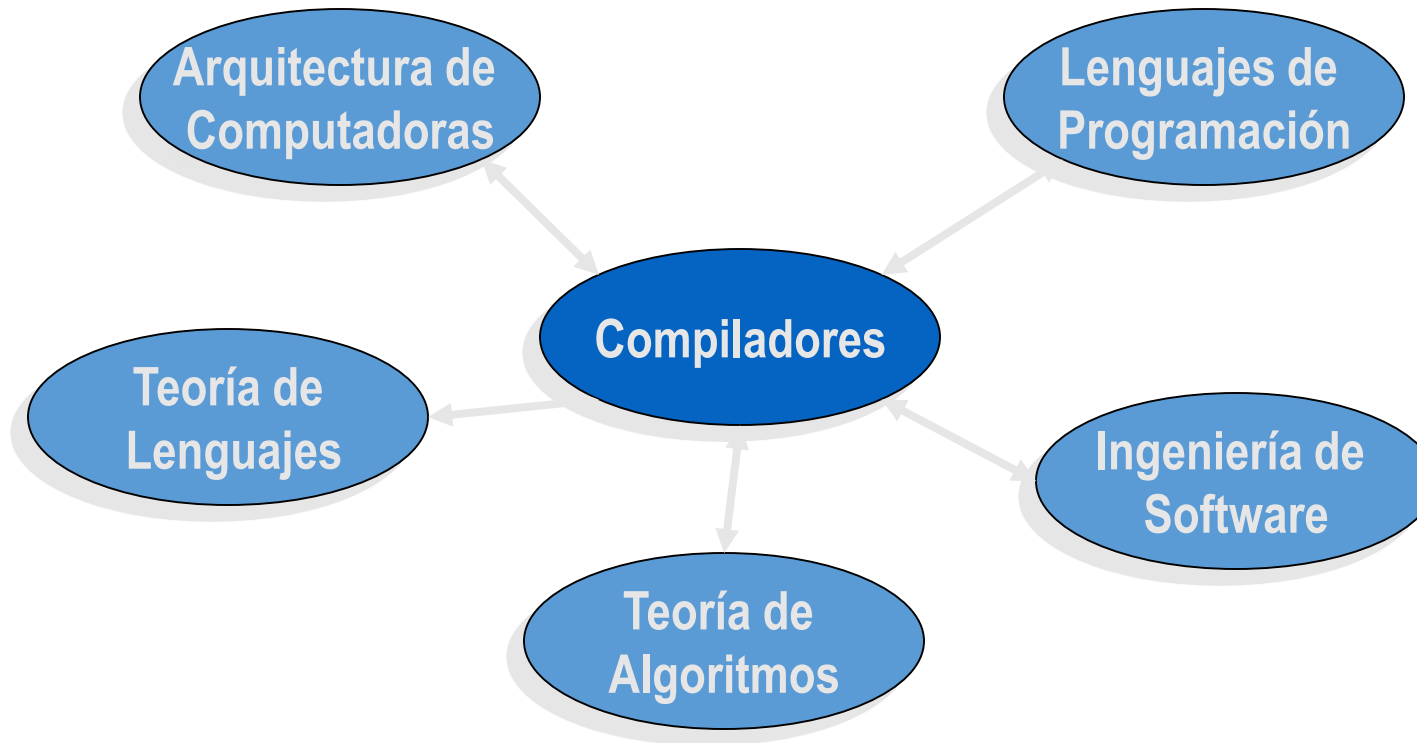 Arquitectura de
Computadoras
Lenguajes de
Programación
Compiladores
Teoría de
Lenguajes
Ingeniería de
Software
Teoría de
Algoritmos